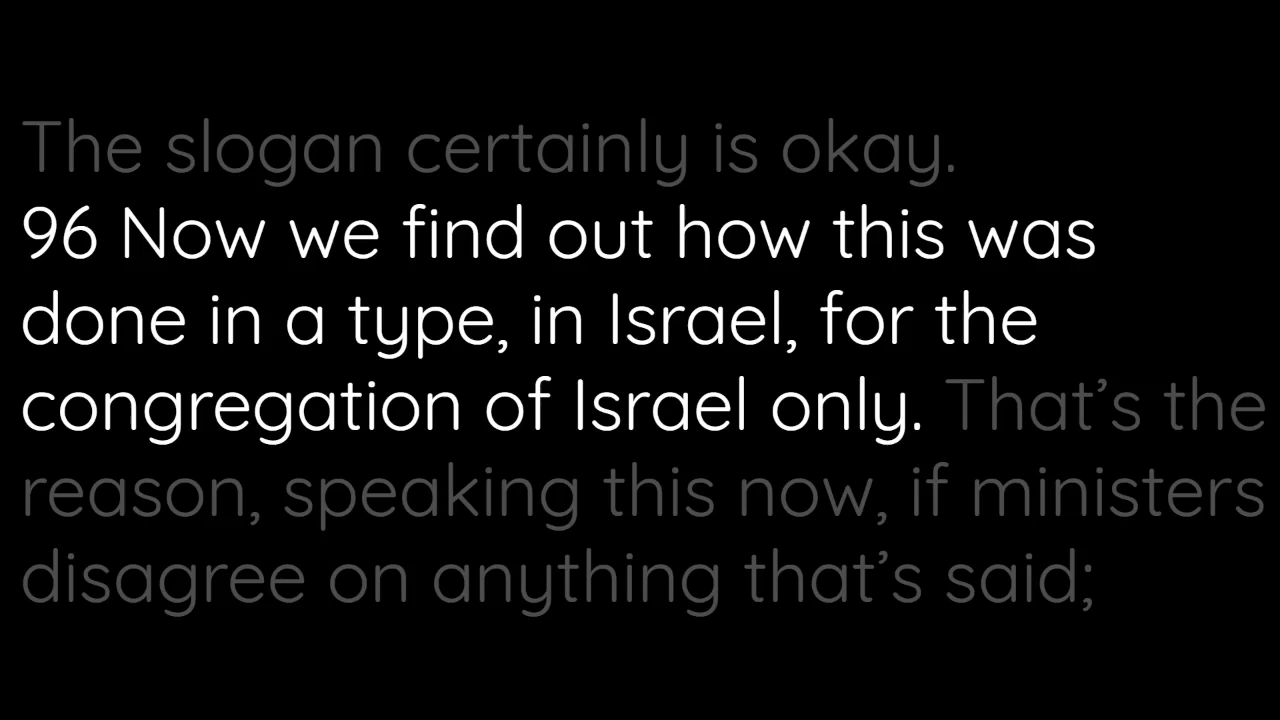 The slogan certainly is okay.
96 Now we find out how this was
done in a type, in Israel, for the
congregation of Israel only. That’s the
reason, speaking this now, if ministers
disagree on anything that’s said;